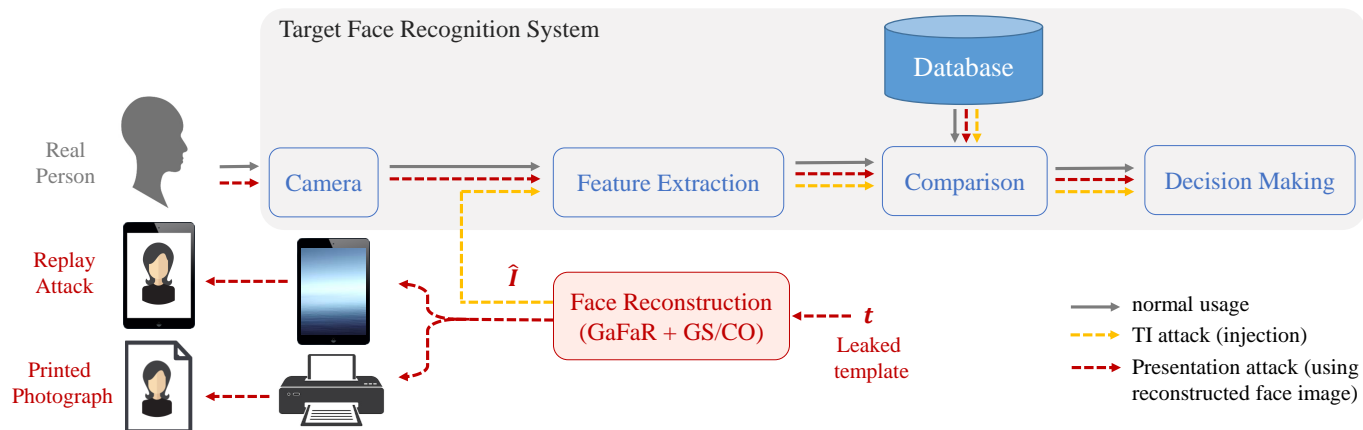 Target Face Recognition System
Database
Real
Person
Camera
Feature Extraction
Comparison
Decision Making
Replay
Attack
Î
Face Reconstruction
(GaFaR + GS/CO)
t
Leaked
template
Printed
Photograph
normal usage
TI attack (injection)
Presentation attack (using
reconstructed face image)